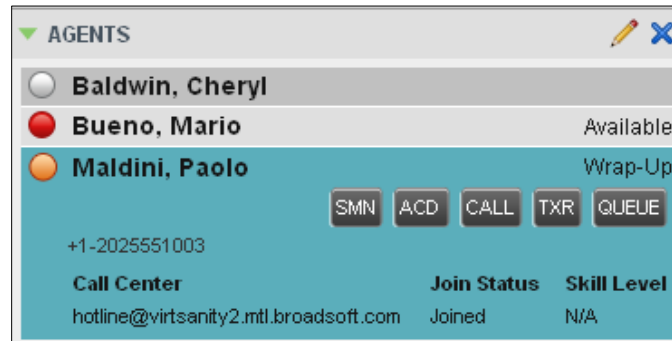 AGENTS
Baldwin, Cheryl
Bueno, Mario Available
Maldini, Paolo Wrap-Up
SMN ACD CALL TXR QUEUE
+1-2025551003
Call Center Join Status Skill Level
hotline@virtsanity2.mtl.broadsoft.com Joined N/A